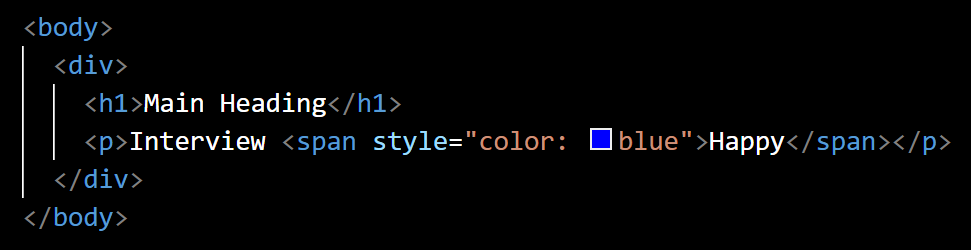 <body>
<div>
<h1>Main Heading</h1>
<p>Interview <span style="color: blue">Happy</span></p>
</div>
</body>